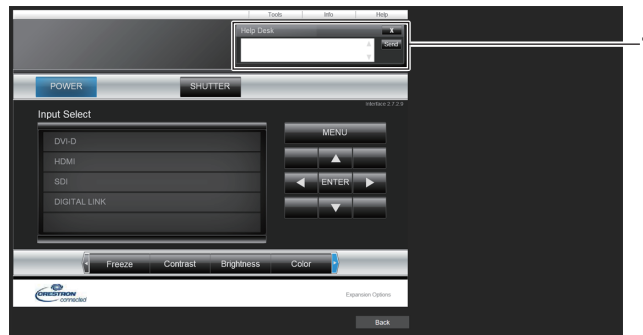 Tools Info Help
Help Desk X
Send
POWER SHUTTER
Interface 2.7.2.9
Input Select
MENU
DVI-D
HDMI
SDI
ENTER
DIGITAL LINK
Freeze Contrast Brightness Color
CRESTRON
connected
Expansion Options
Back